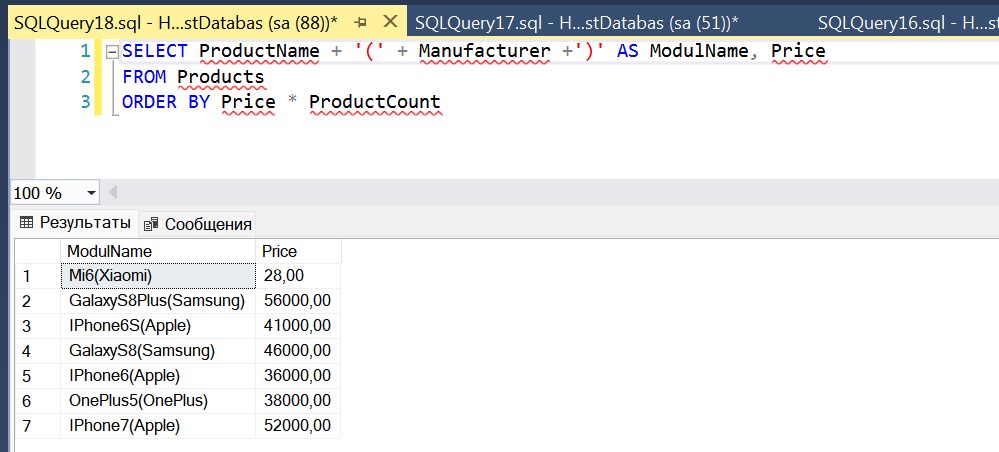 SQLQuery18.sql - H...stDatabas (sa (88))* SQLQuery17.sql - H...stDatabas (sa (51))* SQLQuery16.sql - H...st
1 SELECT ProductName + '(' + Manufacturer +')' AS ModulName, Price
2 FROM Products
3 ORDER BY Price * ProductCount
100 %
Результаты Сообщения
ModulName Price
1 Mi6(Xiaomi) 28,00
2 GalaxyS8Plus(Samsung) 56000,00
3 IPhone6S(Apple) 41000,00
4 GalaxyS8(Samsung) 46000,00
5 IPhone6(Apple) 36000,00
6 OnePlus5(OnePlus) 38000,00
7 IPhone7(Apple) 52000,00